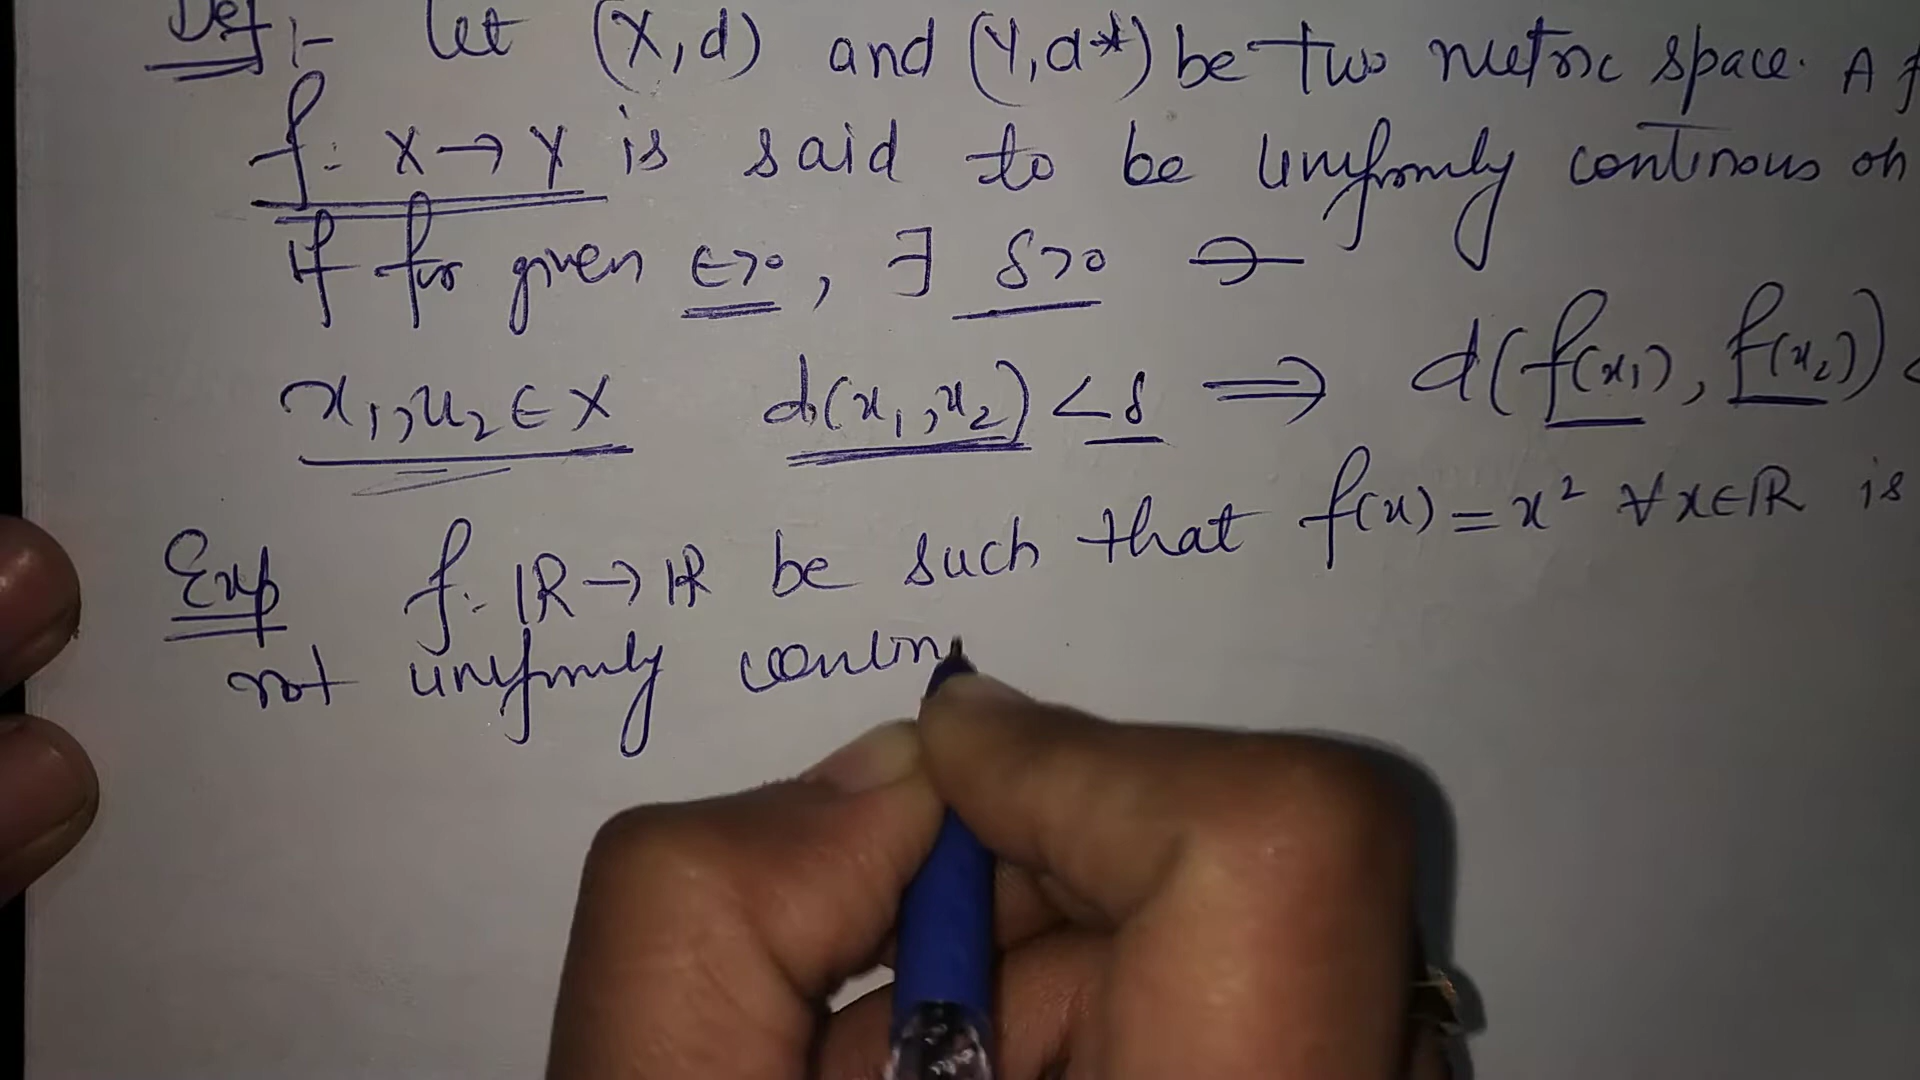 Def:- let (X,d) and (Y,d*) be two metric space. A f
f: X→Y is said to be Uniformly continous on
if for given ϵ>0, ∃ δ>0 ∋
x₁,x₂ ∈ X d(x₁,x₂) < δ ⟹ d(f(x₁), f(x₂)) <
Exp f: ℝ→ℝ be such that f(x) = x² ∀x∈ℝ is
not uniformly contin